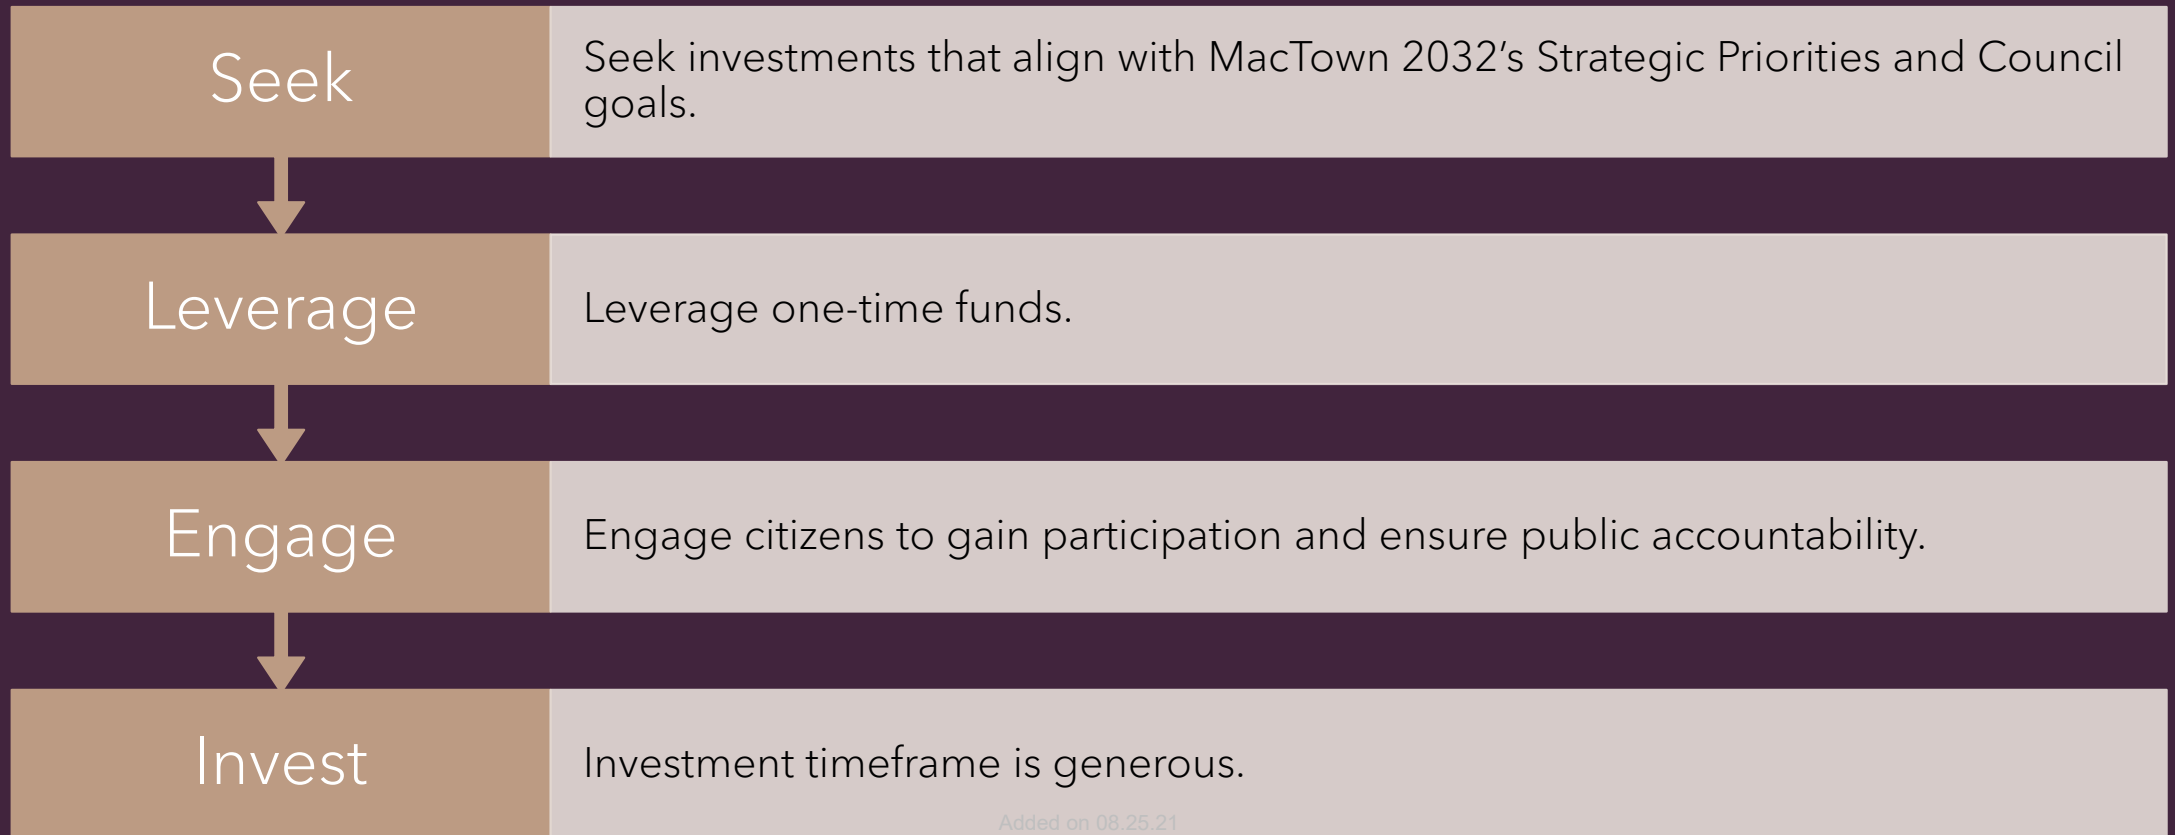 Seek
Seek investments that align with MacTown 2032’s Strategic Priorities and Council
goals.
Leverage
Leverage one-time funds.
Engage
Engage citizens to gain participation and ensure public accountability.
Invest
Investment timeframe is generous.
Added on 08.25.21